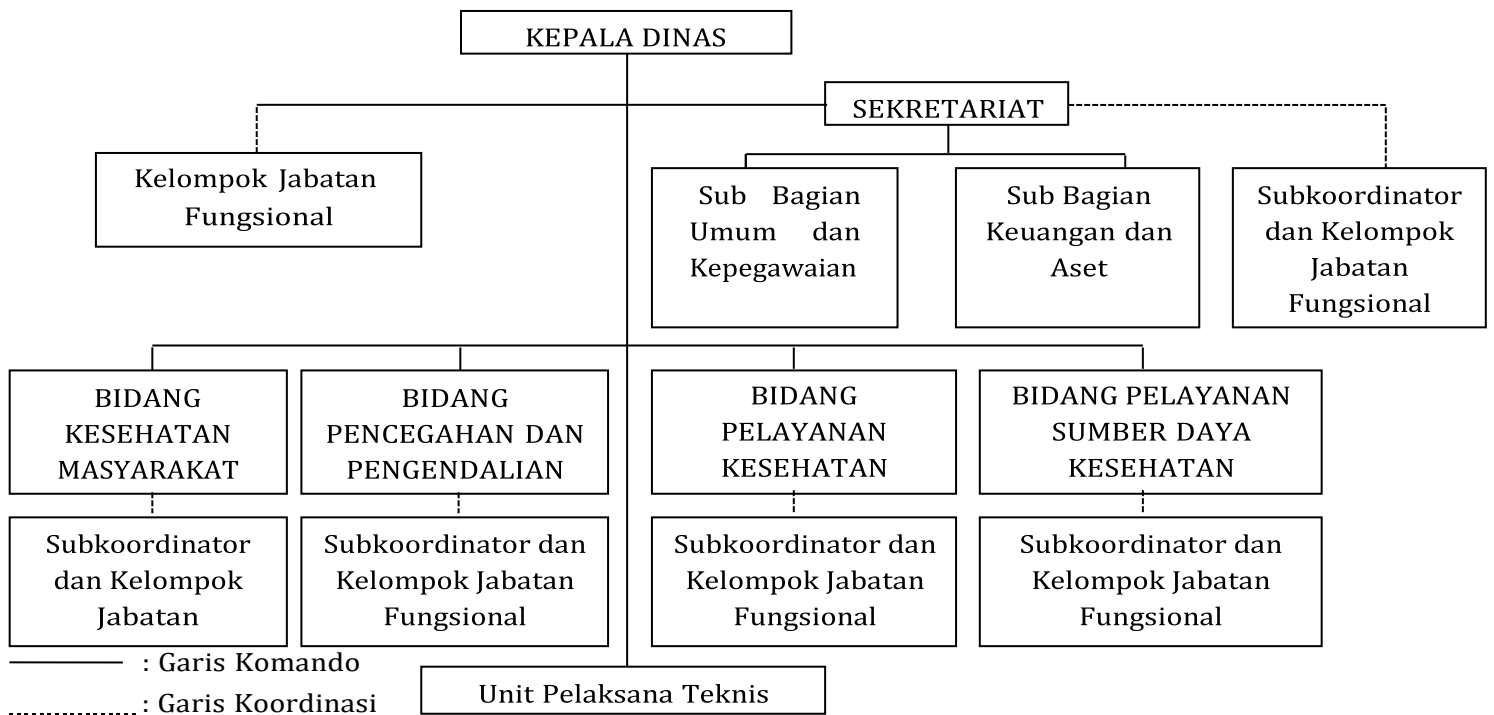 KEPALA DINAS
SEKRETARIAT
Kelompok Jabatan
Fungsional
Sub Bagian
Umum dan
Kepegawaian
Sub Bagian
Keuangan dan
Aset
Subkoordinator
dan Kelompok
Jabatan
Fungsional
BIDANG
KESEHATAN
MASYARAKAT
BIDANG
PENCEGAHAN DAN
PENGENDALIAN
BIDANG
PELAYANAN
KESEHATAN
BIDANG PELAYANAN
SUMBER DAYA
KESEHATAN
Subkoordinator
dan Kelompok
Jabatan
Subkoordinator dan
Kelompok Jabatan
Fungsional
Subkoordinator dan
Kelompok Jabatan
Fungsional
Subkoordinator dan
Kelompok Jabatan
Fungsional
: Garis Komando
: Garis Koordinasi
Unit Pelaksana Teknis